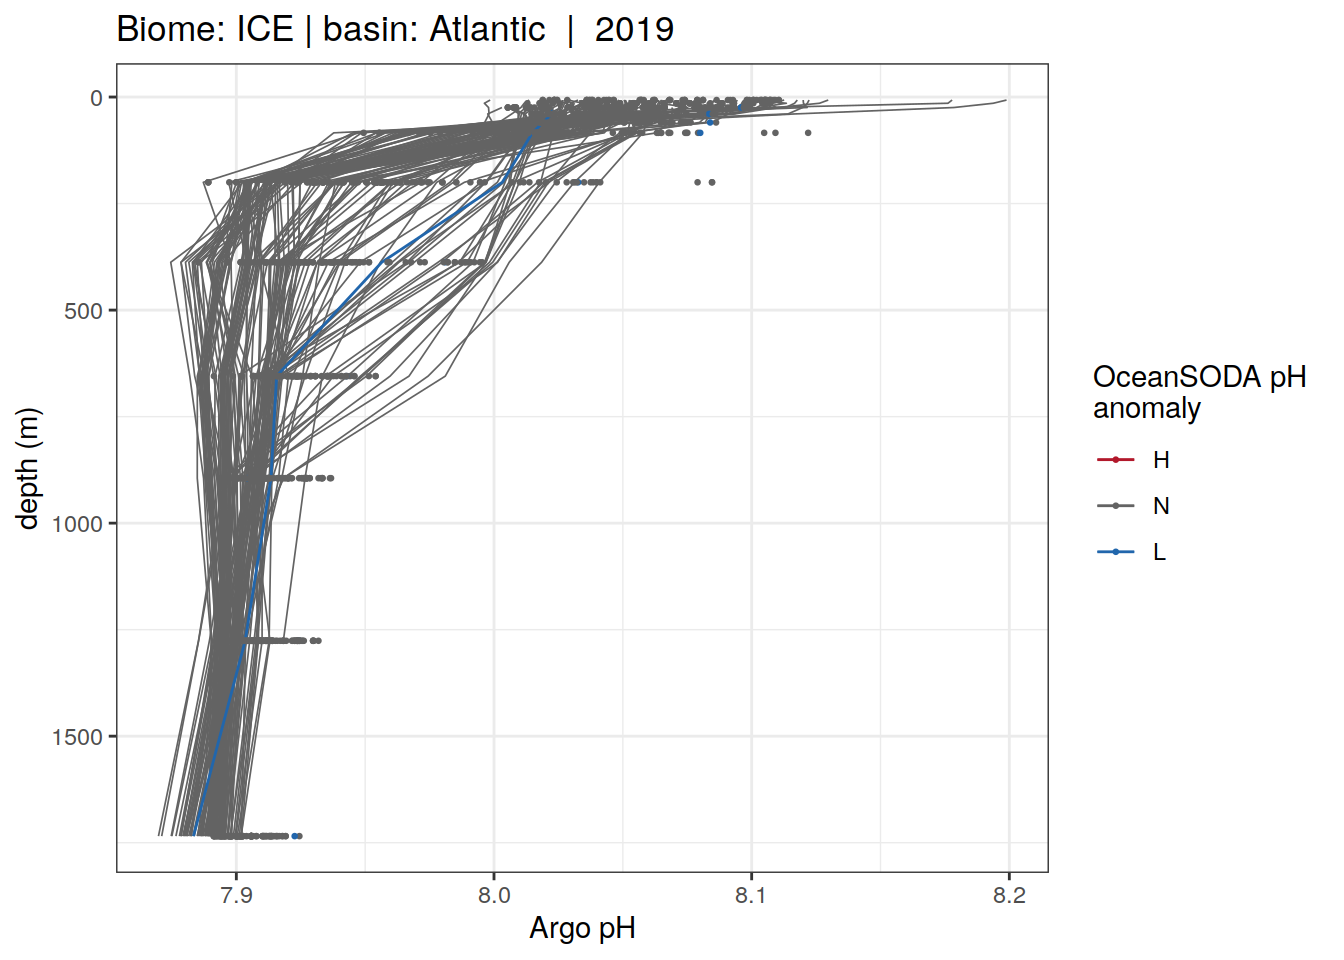 Biome: ICE | basin: Atlantic  |  2019
0
500
1000
1500
depth (m)
7.9
8.0
8.1
8.2
Argo pH
OceanSODA pH
anomaly
H
N
L